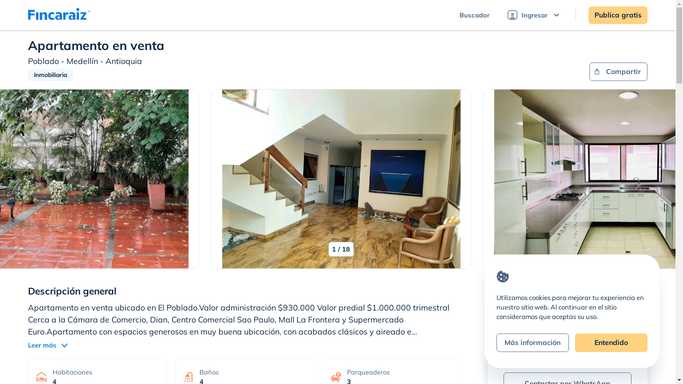 Fincaraiz
Buscador
Ingresar
Publica gratis
Apartamento en venta
Poblado - Medellín - Antioquia
Inmobiliaria
Compartir
1 / 18
Descripción general
Apartamento en venta ubicado en El Poblado.Valor administración $930.000 Valor predial $1.000.000 trimestral
Cerca a la Cámara de Comercio, Dian, Centro Comercial Sao Paulo, Mall La Frontera y Supermercado
Euro.Apartamento con espacios generosos en muy buena ubicación, con acabados clásicos y aireado e...
Leer más
Habitaciones
4
Baños
4
Parqueaderos
3
Utilizamos cookies para mejorar tu experiencia en
nuestro sitio web. Al continuar en el sitio
consideramos que aceptas su uso.
Más información
Entendido
Contactar por WhatsApp